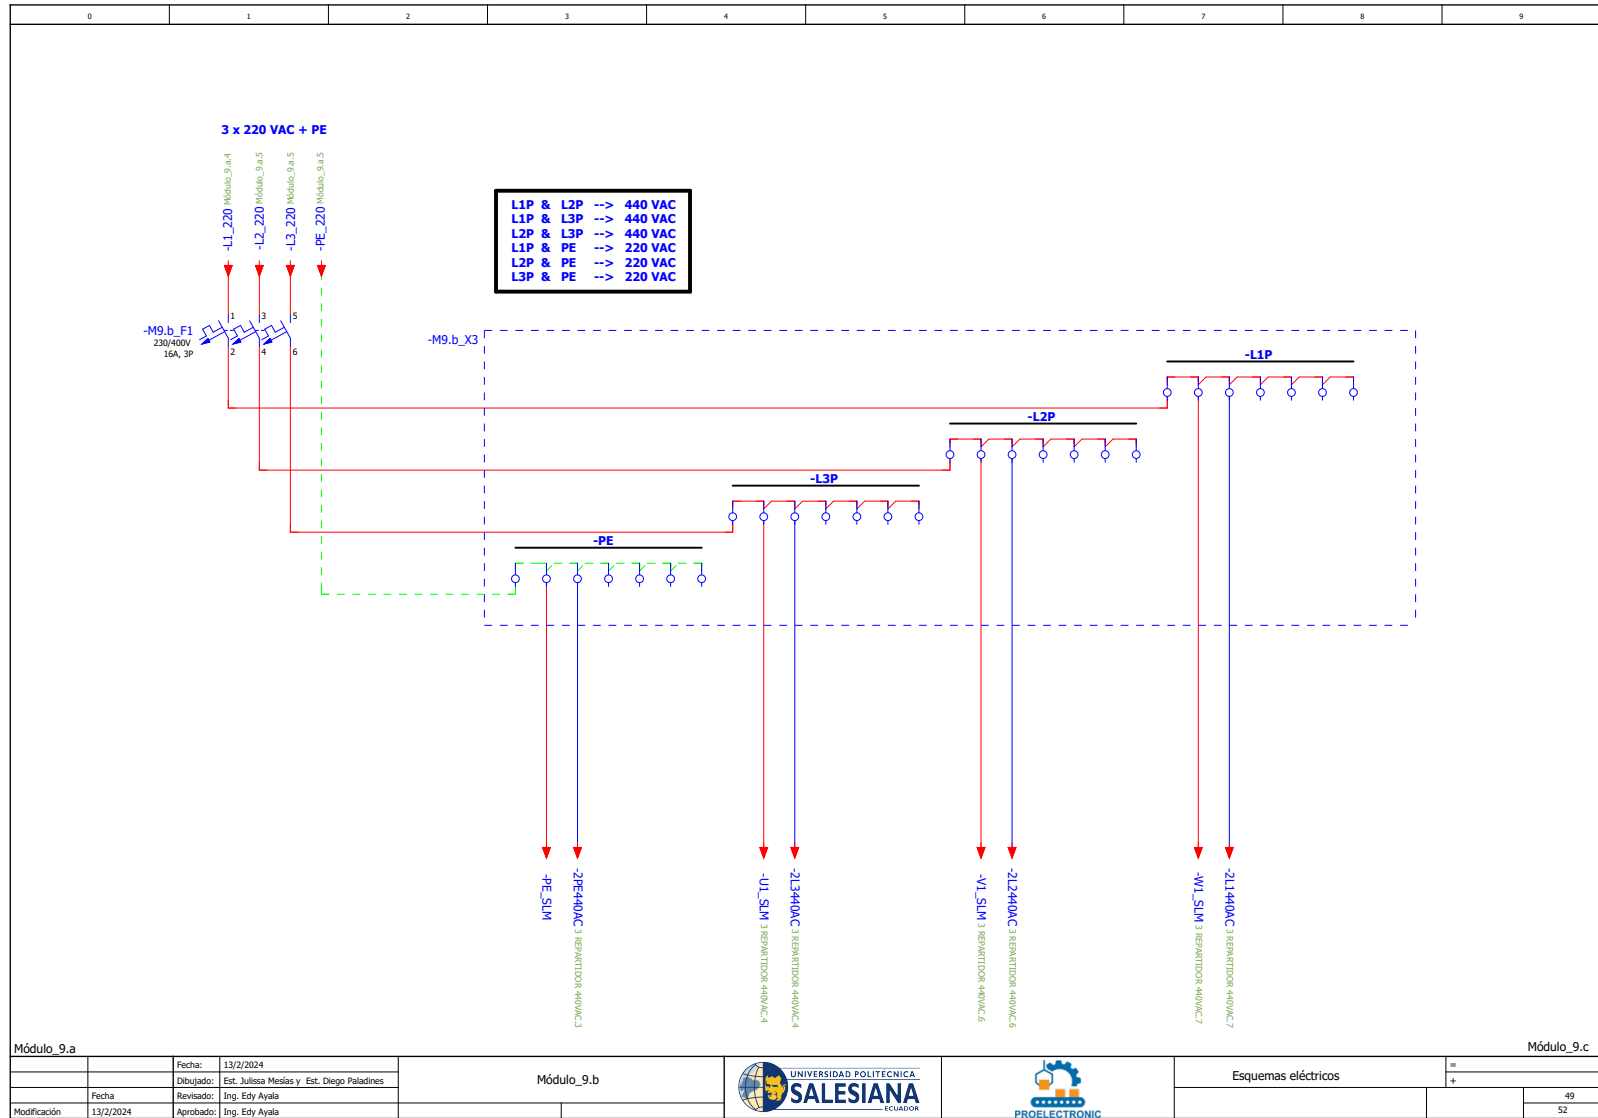 0 1 2 3 4 5 6 7 8 9
3 x 220 VAC + PE
-L1_220 Módulo_9.a.4
-L2_220 Módulo_9.a.5
-L3_220 Módulo_9.a.5
-PE_220 Módulo_9.a.5
L1P & L2P --> 440 VAC
L1P & L3P --> 440 VAC
L2P & L3P --> 440 VAC
L1P & PE --> 220 VAC
L2P & PE --> 220 VAC
L3P & PE --> 220 VAC
1 3 5
-M9.b_F1
230/400V
16A, 3P
2 4 6
-M9.b_X3
-L1P
-L2P
-L3P
-PE
-PE_SLM
-2PE440AC 3 REPARTIDOR 440VAC.3
-U1_SLM 3 REPARTIDOR 440VAC.4
-2L3440AC 3 REPARTIDOR 440VAC.4
-V1_SLM 3 REPARTIDOR 440VAC.6
-2L2440AC 3 REPARTIDOR 440VAC.6
-W1_SLM 3 REPARTIDOR 440VAC.7
-2L1440AC 3 REPARTIDOR 440VAC.7
Módulo_9.a
Módulo_9.c
Fecha: 13/2/2024
Dibujado: Est. Julissa Mesías y Est. Diego Paladines
Fecha Revisado: Ing. Edy Ayala
Modificación 13/2/2024 Aprobado: Ing. Edy Ayala
Módulo_9.b
UNIVERSIDAD POLITÉCNICA
SALESIANA
ECUADOR
PROELECTRONIC
Esquemas eléctricos
=
+
49
52